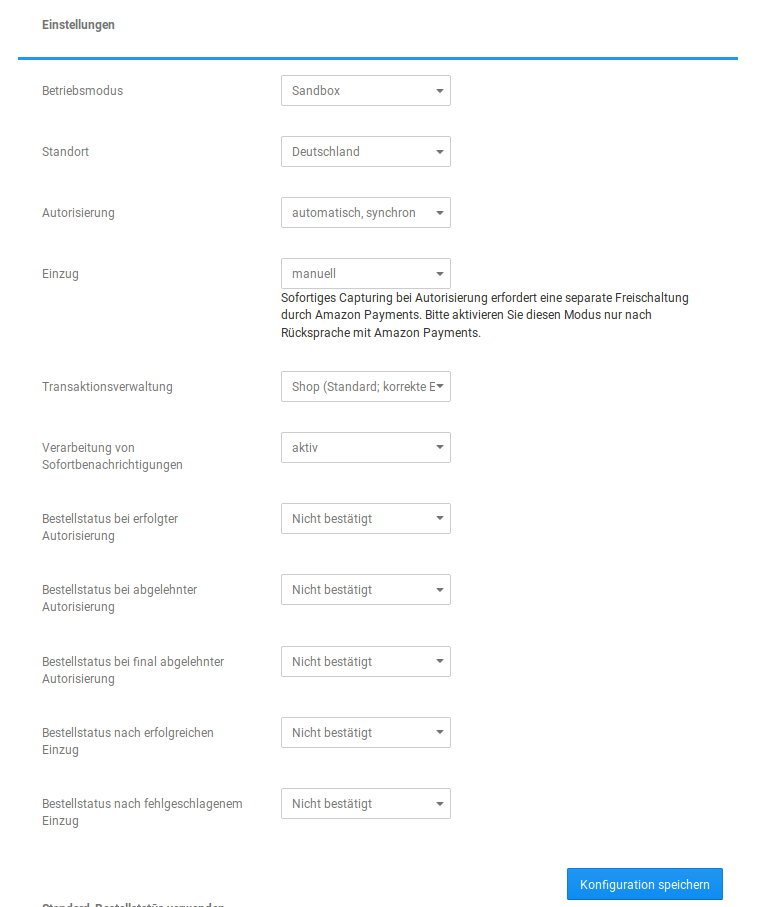 Einstellungen
Betriebsmodus
Sandbox
Standort
Deutschland
Autorisierung
automatisch, synchron
Einzug
manuell
Sofortiges Capturing bei Autorisierung erfordert eine separate Freischaltung
durch Amazon Payments. Bitte aktivieren Sie diesen Modus nur nach
Rücksprache mit Amazon Payments.
Transaktionsverwaltung
Shop (Standard; korrekte E
Verarbeitung von
Sofortbenachrichtigungen
aktiv
Bestellstatus bei erfolgter
Autorisierung
Nicht bestätigt
Bestellstatus bei abgelehnter
Autorisierung
Nicht bestätigt
Bestellstatus bei final abgelehnter
Autorisierung
Nicht bestätigt
Bestellstatus nach erfolgreichen
Einzug
Nicht bestätigt
Bestellstatus nach fehlgeschlagenem
Einzug
Nicht bestätigt
Konfiguration speichern